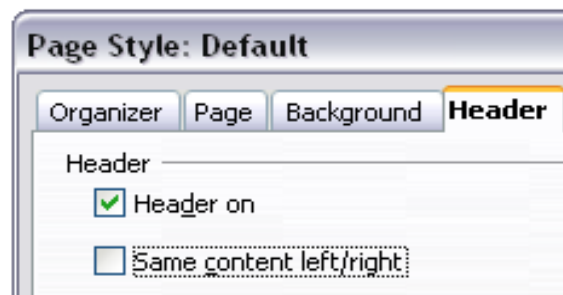 Page Style: Default
Organizer Page Background Header
Header
Header on
Same content left/right